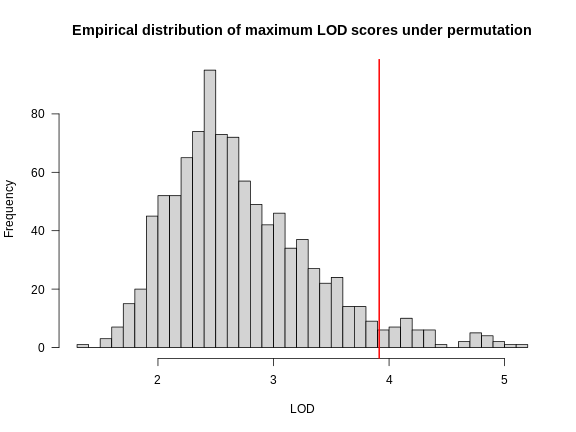 Empirical distribution of maximum LOD scores under permutation
80
60
40
20
0
Frequency
2 3 4 5
LOD